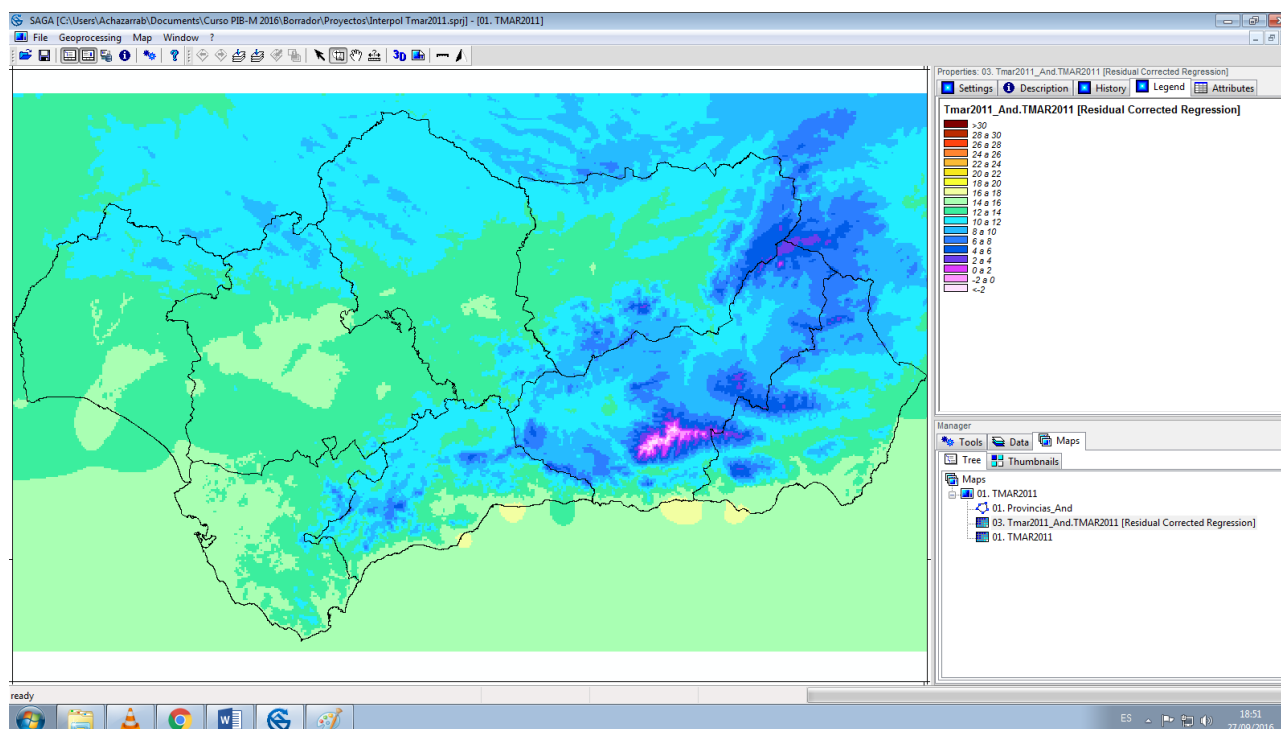 SAGA [C:\Users\Achazarrab\Documents\Curso PIB-M 2016\Borrador\Proyectos\Interpol Tmar2011.sprj] - [01. TMAR2011]
File Geoprocessing Map Window ?
3D
Properties: 03. Tmar2011_And.TMAR2011 [Residual Corrected Regression]
Settings Description History Legend Attributes
Tmar2011_And.TMAR2011 [Residual Corrected Regression]
>30
28 a 30
26 a 28
24 a 26
22 a 24
20 a 22
18 a 20
16 a 18
14 a 16
12 a 14
10 a 12
8 a 10
6 a 8
4 a 6
2 a 4
0 a 2
-2 a 0
<-2
Manager
Tools Data Maps
Tree Thumbnails
Maps
01. TMAR2011
01. Provincias_And
03. Tmar2011_And.TMAR2011 [Residual Corrected Regression]
01. TMAR2011
ready
ES
18:51
27/09/2016